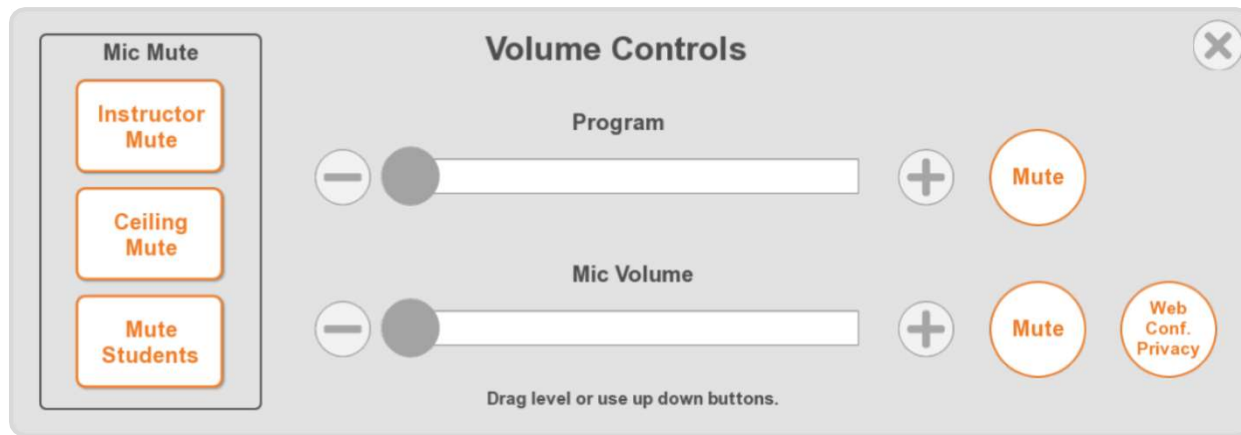 Mic Mute
Instructor
Mute
Ceiling
Mute
Mute
Students
Volume Controls
Program
Mute
Mic Volume
Mute
Web
Conf.
Privacy
Drag level or use up down buttons.